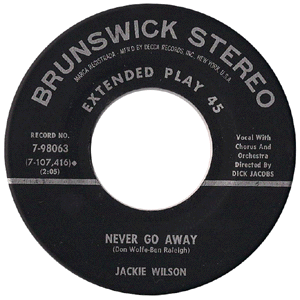 BRUNSWICK STEREO
MARCA REGISTRADA · MF'D BY DECCA RECORDS, INC., NEW YORK, U.S.A.
EXTENDED PLAY 45
RECORD NO.
7-98063
(7-107,416)
(2:05)
Vocal With
Chorus And
Orchestra
Directed By
DICK JACOBS
NEVER GO AWAY
(Don Wolfe-Ben Raleigh)
JACKIE WILSON